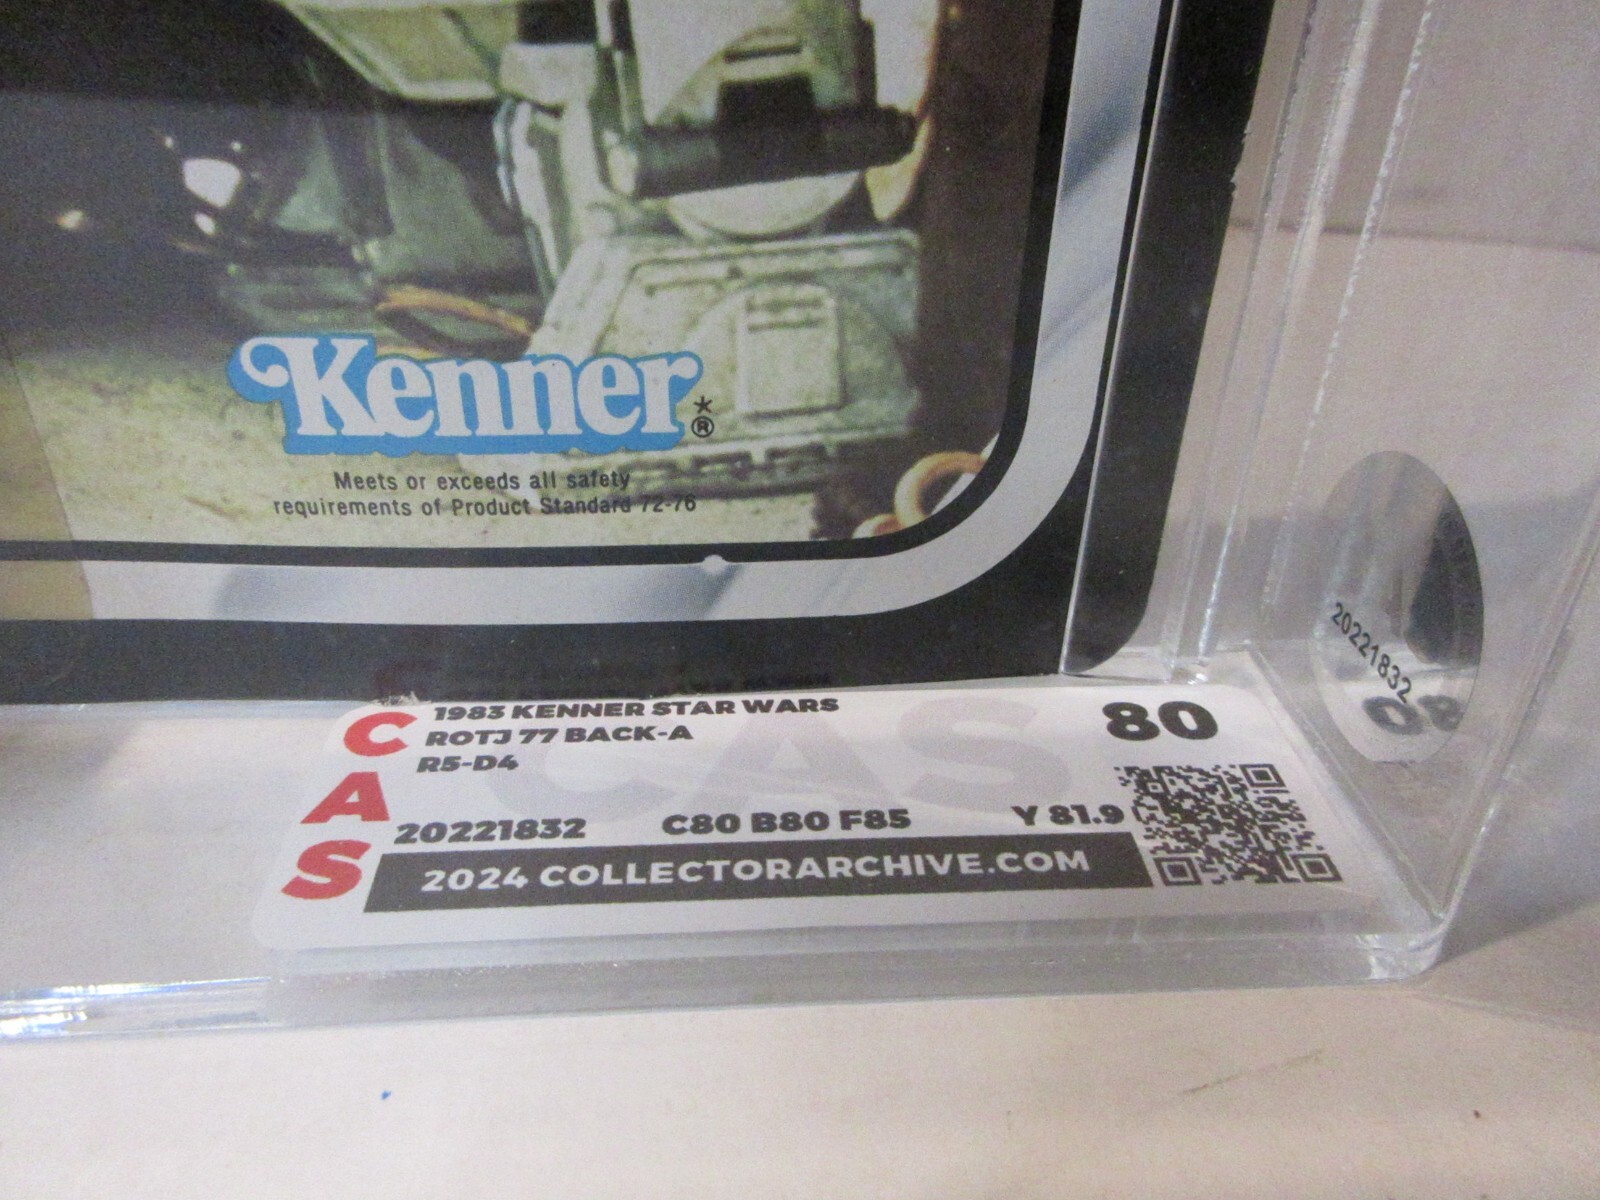 Kenner*®
Meets or exceeds all safety
requirements of Product Standard 72-76
CAS
1983 KENNER STAR WARS
ROTJ 77 BACK-A
R5-D4
80
20221832 C80 B80 F85 Y 81.9
2024 COLLECTORARCHIVE.COM
20221832
80